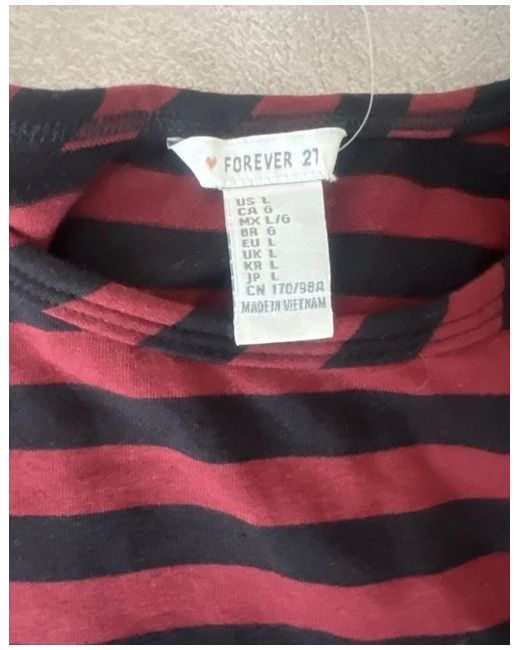 FOREVER 21
US L
CA G
MX L/G
BR G
EU L
UK L
KR L
JP L
CN 170/98A
MADE IN VIETNAM